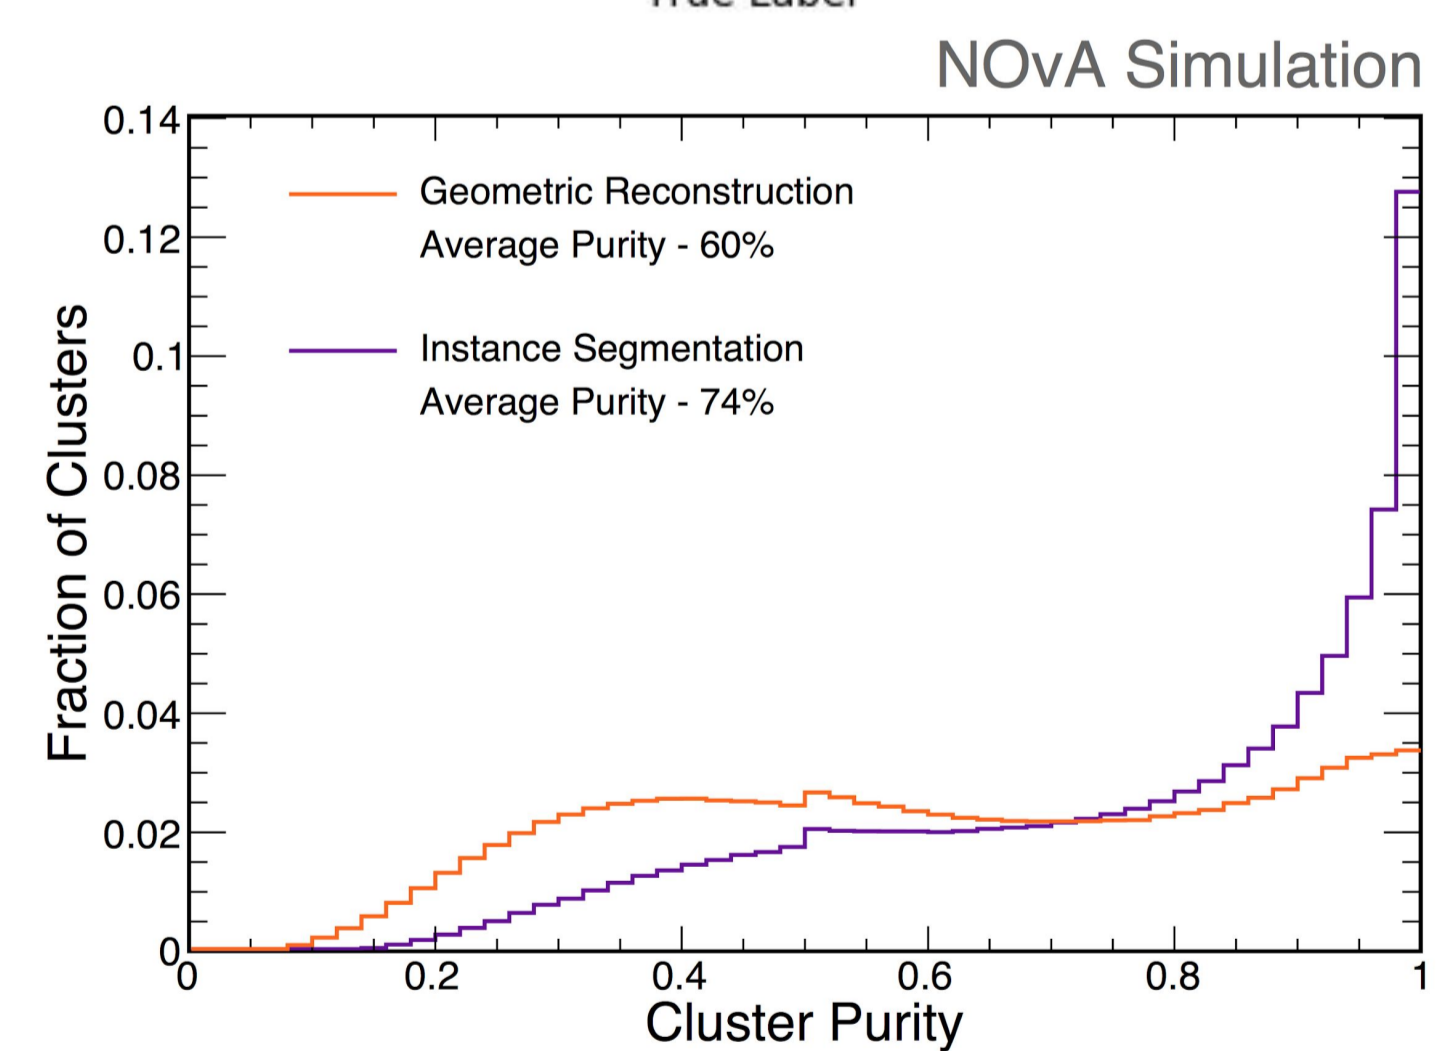 True Label
NOvA Simulation
0.14
0.12
0.1
0.08
0.06
0.04
0.02
0
Geometric Reconstruction
Average Purity - 60%
Instance Segmentation
Average Purity - 74%
Fraction of Clusters
0 0.2 0.4 0.6 0.8 1
Cluster Purity